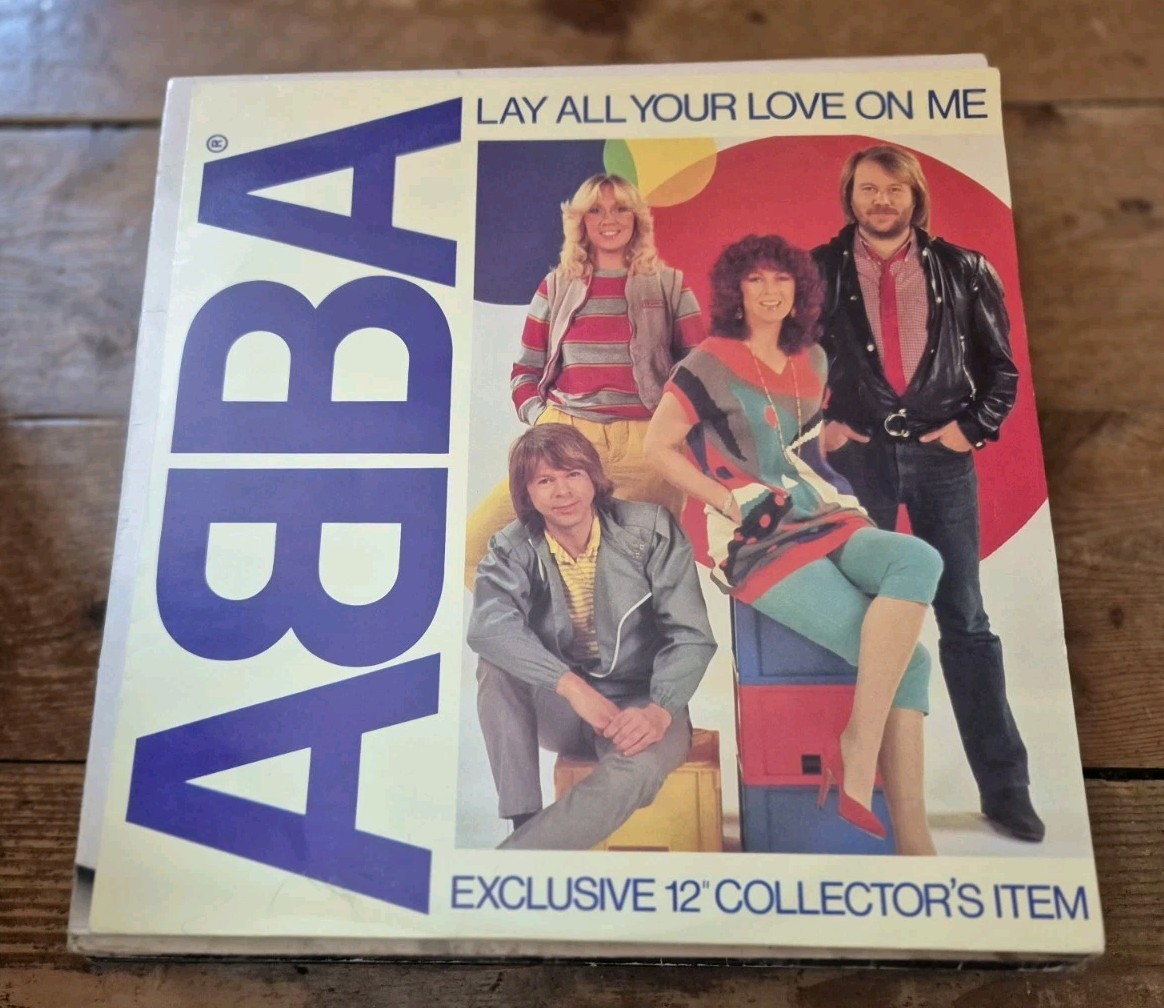 ABBA®
LAY ALL YOUR LOVE ON ME
EXCLUSIVE 12" COLLECTOR'S ITEM